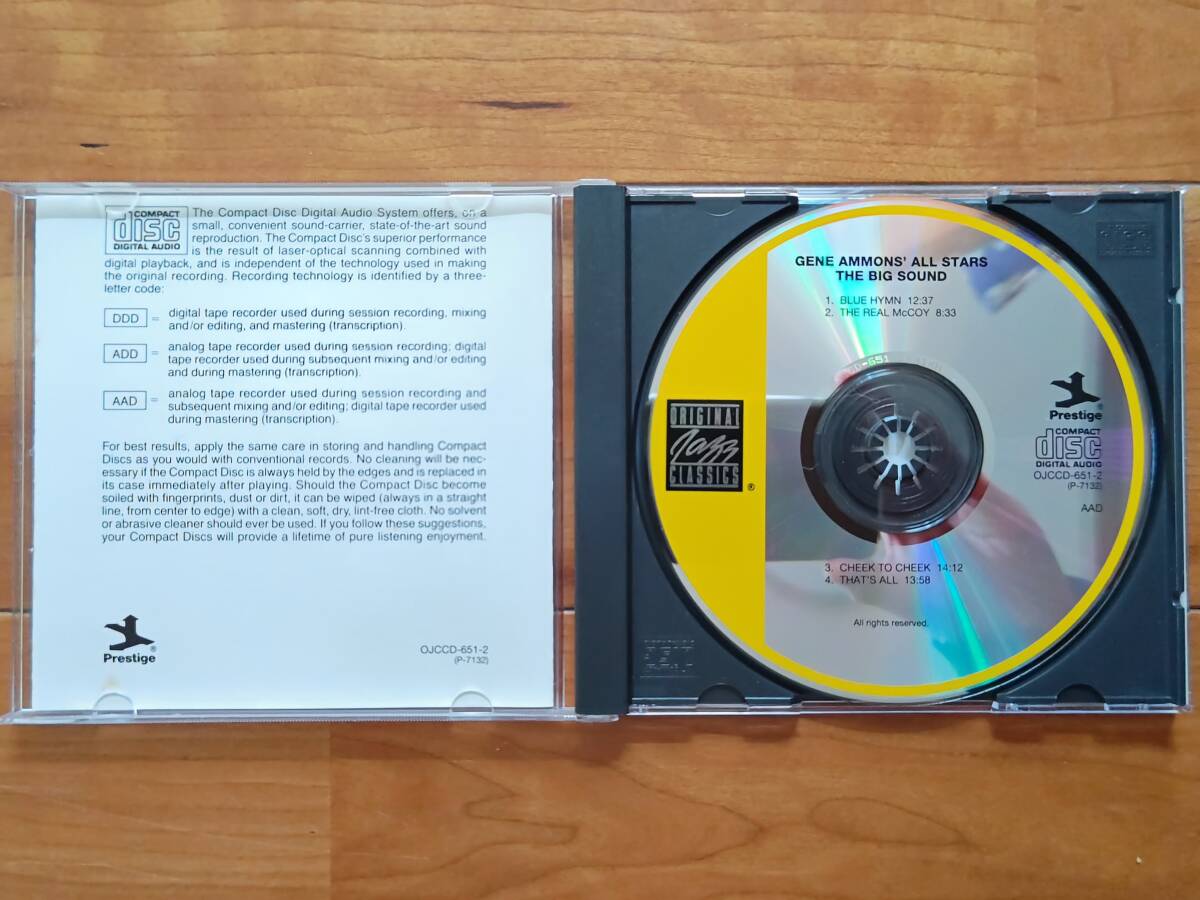 COMPACT
disc
DIGITAL AUDIO
The Compact Disc Digital Audio System offers, on a
small, convenient sound-carrier, state-of-the-art sound
reproduction. The Compact Disc's superior performance
is the result of laser-optical scanning combined with
digital playback, and is independent of the technology used in making
the original recording. Recording technology is identified by a three-
letter code:
DDD = digital tape recorder used during session recording, mixing
and/or editing, and mastering (transcription).
ADD = analog tape recorder used during session recording; digital
tape recorder used during subsequent mixing and/or editing
and during mastering (transcription).
AAD = analog tape recorder used during session recording and
subsequent mixing and/or editing; digital tape recorder used
during mastering (transcription).
For best results, apply the same care in storing and handling Compact
Discs as you would with conventional records. No cleaning will be nec-
essary if the Compact Disc is always held by the edges and is replaced in
its case immediately after playing. Should the Compact Disc become
soiled with fingerprints, dust or dirt, it can be wiped (always in a straight
line, from center to edge) with a clean, soft, dry, lint-free cloth. No solvent
or abrasive cleaner should ever be used. If you follow these suggestions,
your Compact Discs will provide a lifetime of pure listening enjoyment.
Prestige®
OJCCD-651-2
(P-7132)
GENE AMMONS' ALL STARS
THE BIG SOUND
1. BLUE HYMN 12:37
2. THE REAL McCOY 8:33
ORIGINAL
Jazz
CLASSICS®
Prestige®
COMPACT
disc
DIGITAL AUDIO
OJCCD-651-2
(P-7132)
AAD
3. CHEEK TO CHEEK 14:12
4. THAT'S ALL 13:58
All rights reserved.